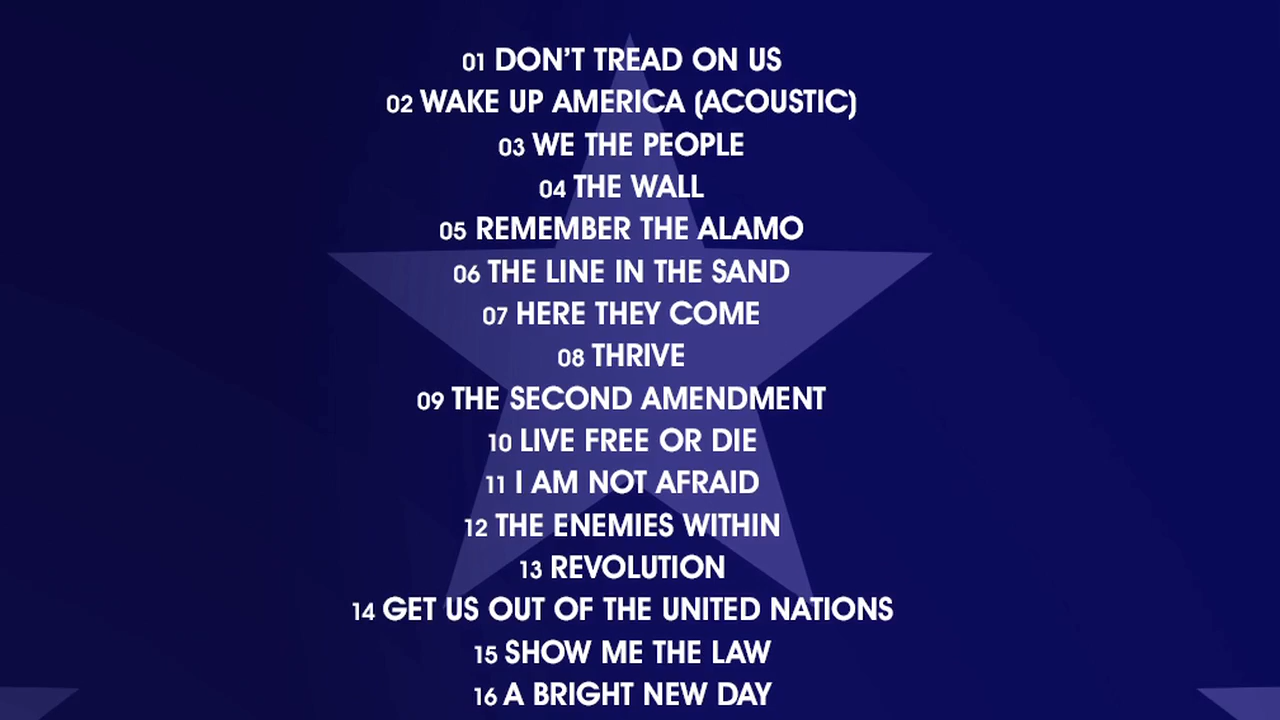 01 DON'T TREAD ON US
02 WAKE UP AMERICA (ACOUSTIC)
03 WE THE PEOPLE
04 THE WALL
05 REMEMBER THE ALAMO
06 THE LINE IN THE SAND
07 HERE THEY COME
08 THRIVE
09 THE SECOND AMENDMENT
10 LIVE FREE OR DIE
11 I AM NOT AFRAID
12 THE ENEMIES WITHIN
13 REVOLUTION
14 GET US OUT OF THE UNITED NATIONS
15 SHOW ME THE LAW
16 A BRIGHT NEW DAY